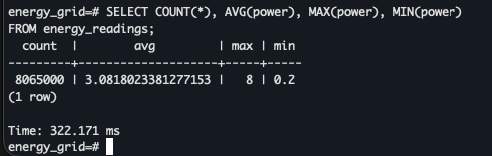 energy_grid=# SELECT COUNT(*), AVG(power), MAX(power), MIN(power)
FROM energy_readings;
  count  |        avg         | max | min
---------+--------------------+-----+-----
 8065000 | 3.0818023381277153 |   8 | 0.2
(1 row)

Time: 322.171 ms
energy_grid=#